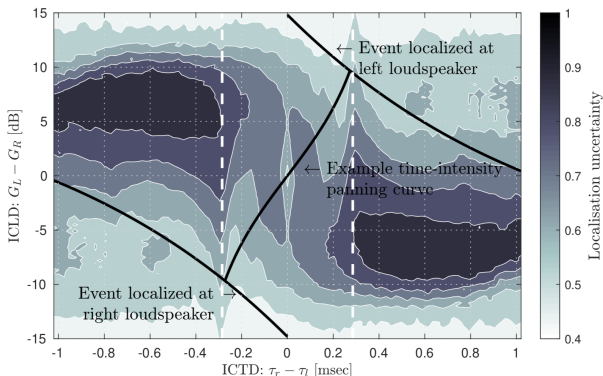 15
10
5
0
-5
-10
-15
-1
-0.8
-0.6
-0.4
-0.2
0
0.2
0.4
0.6
0.8
1
ICLD: G_L − G_R [dB]
ICTD: τ_r − τ_l [msec]
← Event localized at
left loudspeaker
← Example time-intensity
panning curve
Event localized at →
right loudspeaker
1
0.9
0.8
0.7
0.6
0.5
0.4
Localisation uncertainty